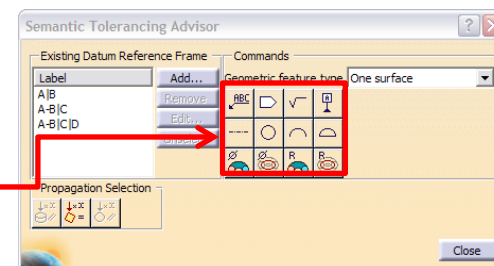 Semantic Tolerancing Advisor
Existing Datum Reference Frame
Commands
Label
Add...
Geometric feature type
One surface
A|B
Remove
A-B|C
Edit...
A-B|C|D
ABC
Propagation Selection
Close